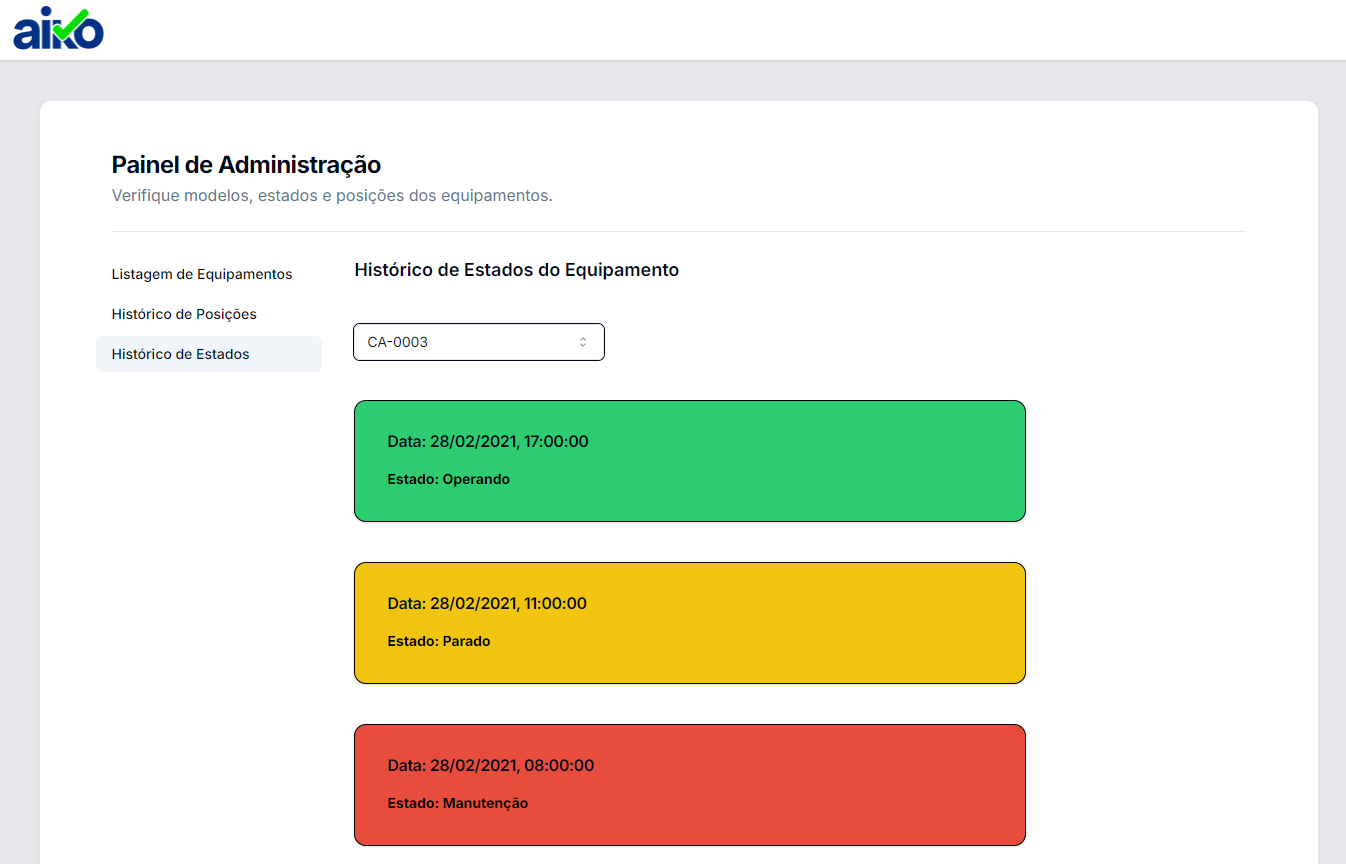 aiko
Painel de Administração
Verifique modelos, estados e posições dos equipamentos.
Listagem de Equipamentos
Histórico de Posições
Histórico de Estados
Histórico de Estados do Equipamento
CA-0003
Data: 28/02/2021, 17:00:00
Estado: Operando
Data: 28/02/2021, 11:00:00
Estado: Parado
Data: 28/02/2021, 08:00:00
Estado: Manutenção